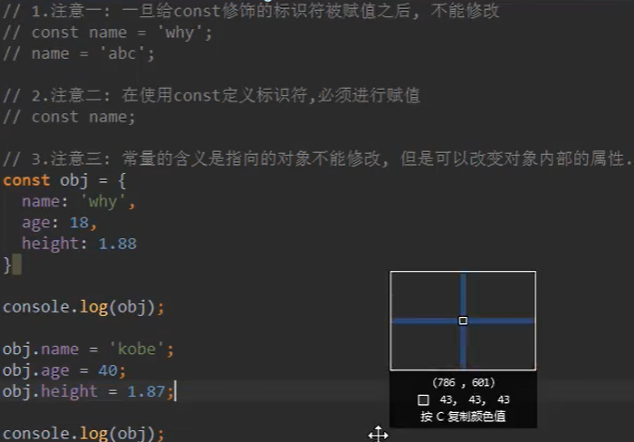 // 1.注意一: 一旦给const修饰的标识符被赋值之后, 不能修改
// const name = 'why';
// name = 'abc';
// 2.注意二: 在使用const定义标识符,必须进行赋值
// const name;
// 3.注意三: 常量的含义是指向的对象不能修改, 但是可以改变对象内部的属性.
const obj = {
  name: 'why',
  age: 18,
  height: 1.88
}
console.log(obj);
obj.name = 'kobe';
obj.age = 40;
obj.height = 1.87;
console.log(obj);
(786 , 601)
43, 43, 43
按 C 复制颜色值